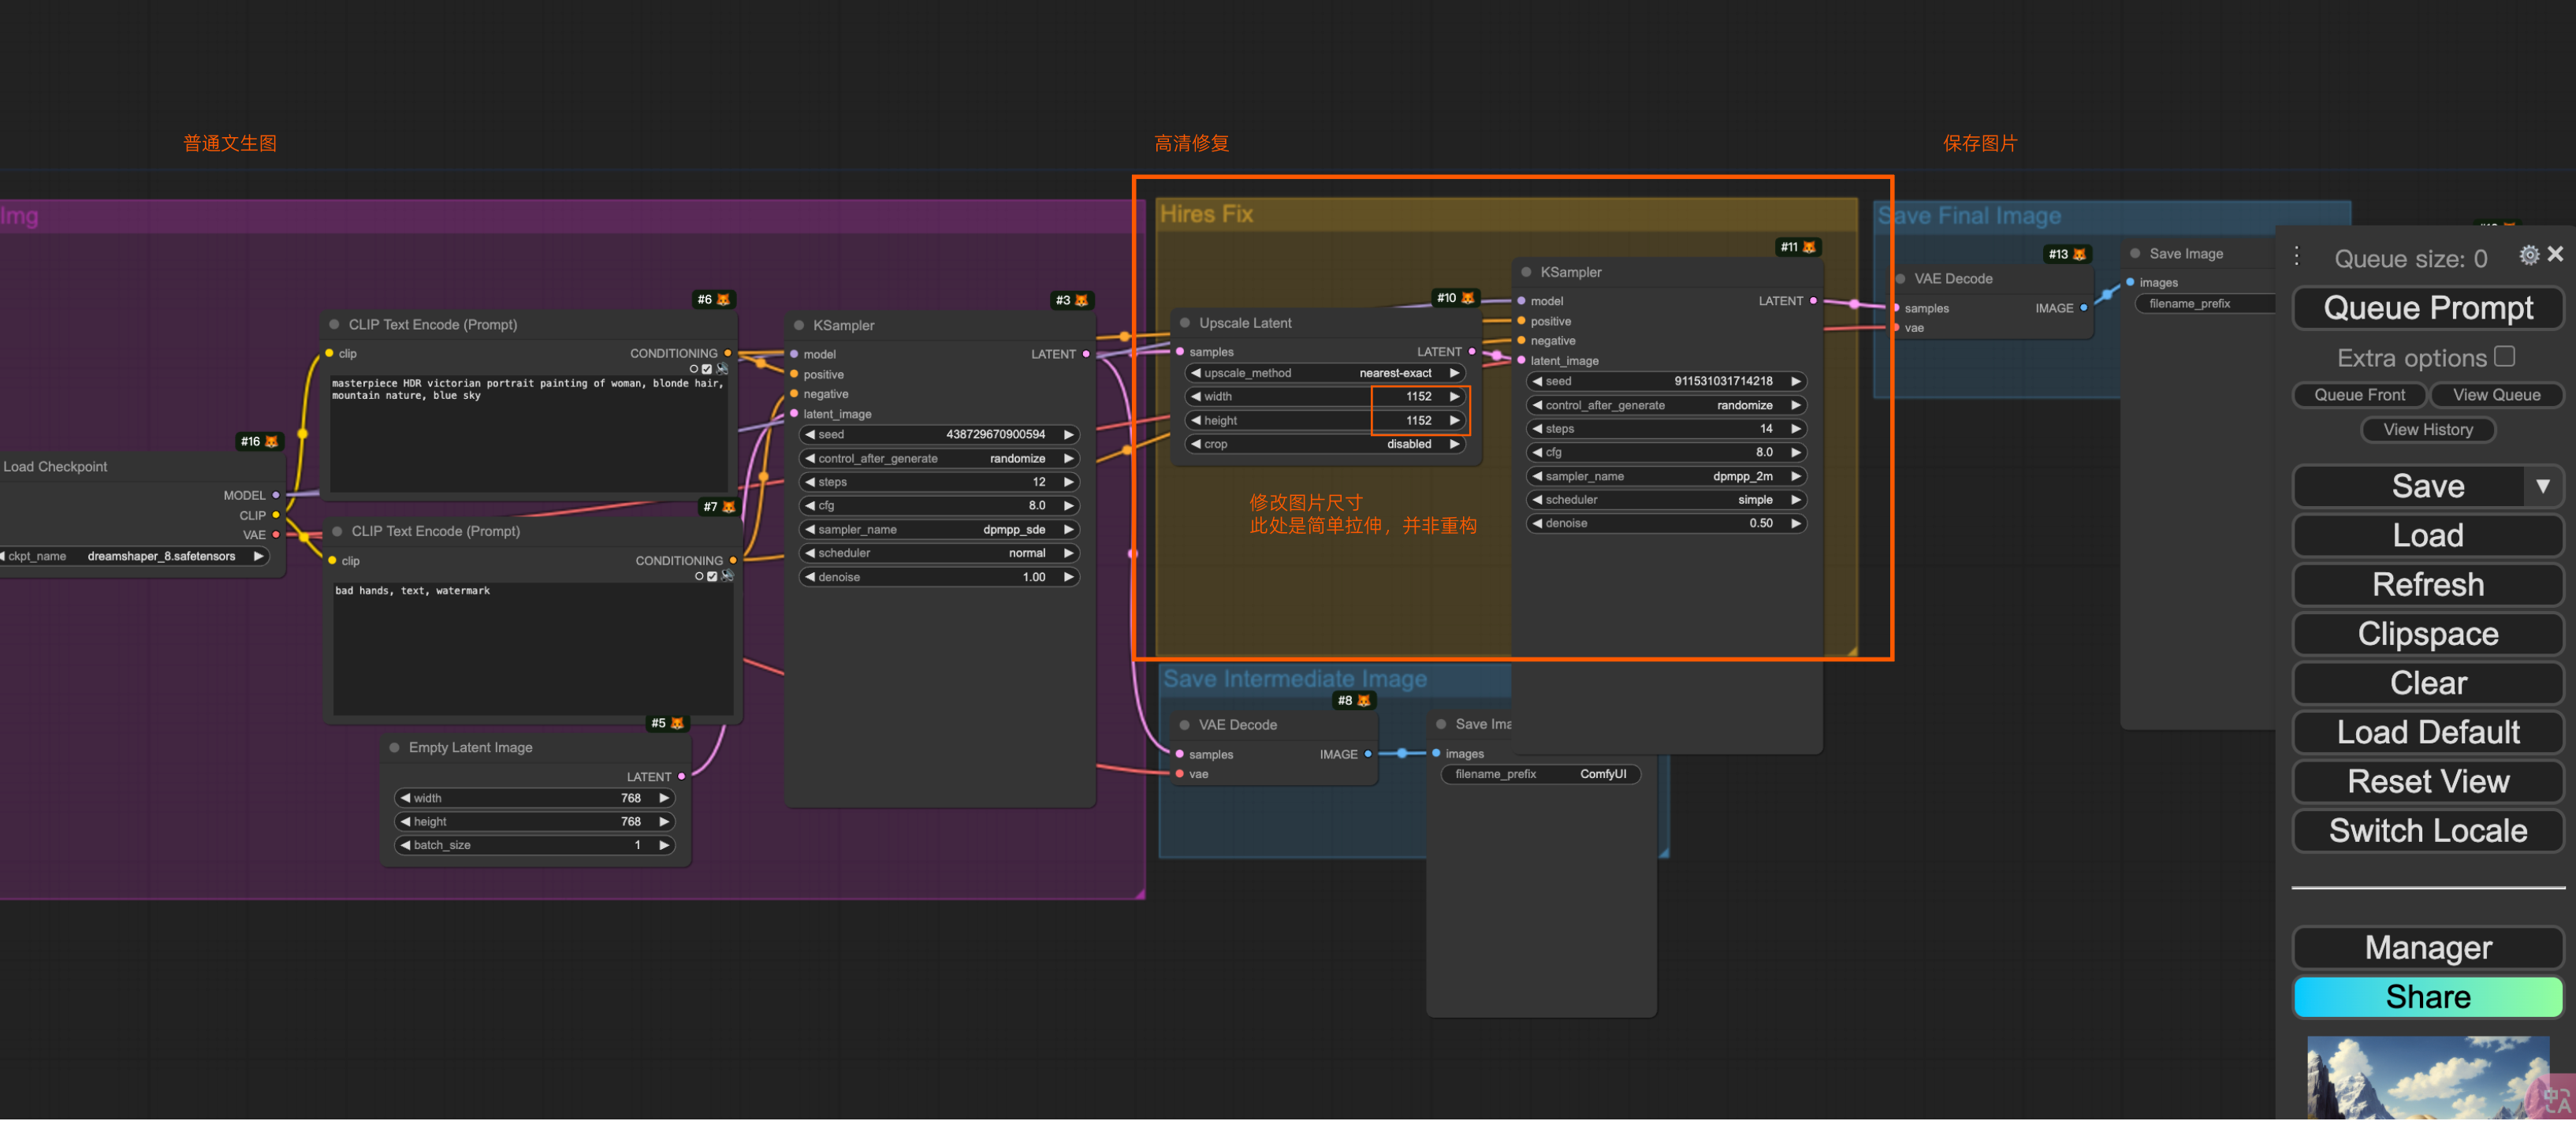 普通文生图
高清修复
保存图片
Img
#16
Load Checkpoint
MODEL
CLIP
VAE
ckpt_name dreamshaper_8.safetensors
#6
CLIP Text Encode (Prompt)
clip CONDITIONING
masterpiece HDR victorian portrait painting of woman, blonde hair,
mountain nature, blue sky
#7
CLIP Text Encode (Prompt)
clip CONDITIONING
bad hands, text, watermark
#5
Empty Latent Image
LATENT
width 768
height 768
batch_size 1
#3
KSampler
model LATENT
positive
negative
latent_image
seed 438729670900594
control_after_generate randomize
steps 12
cfg 8.0
sampler_name dpmpp_sde
scheduler normal
denoise 1.00
Hires Fix
#10
Upscale Latent
samples LATENT
upscale_method nearest-exact
width 1152
height 1152
crop disabled
修改图片尺寸
此处是简单拉伸，并非重构
#11
KSampler
model LATENT
positive
negative
latent_image
seed 911531031714218
control_after_generate randomize
steps 14
cfg 8.0
sampler_name dpmpp_2m
scheduler simple
denoise 0.50
Save Intermediate Image
#8
VAE Decode
samples IMAGE
vae
Save Ima
images
filename_prefix ComfyUI
Save Final Image
#13
VAE Decode
samples IMAGE
vae
Save Image
images
filename_prefix
Queue size: 0
Queue Prompt
Extra options
Queue Front View Queue
View History
Save
Load
Refresh
Clipspace
Clear
Load Default
Reset View
Switch Locale
Manager
Share
中A